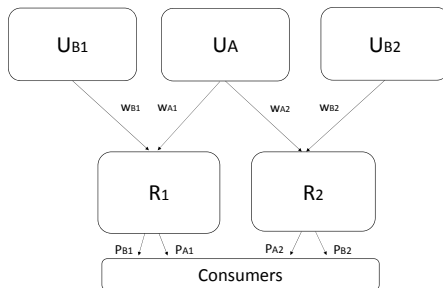 UB1 UA UB2
wB1 wA1 wA2 wB2
R1 R2
pB1 pA1 pA2 pB2
Consumers